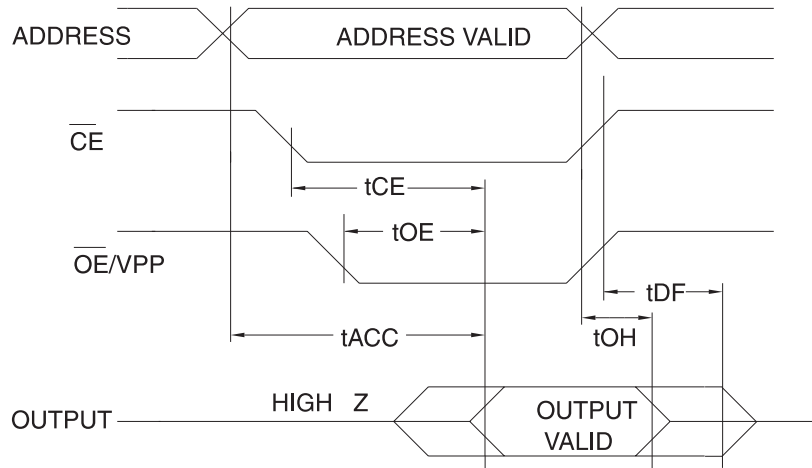 ADDRESS
ADDRESS VALID
CE
tCE
tOE
OE/VPP
tDF
tACC
tOH
HIGH Z
OUTPUT
OUTPUT
VALID